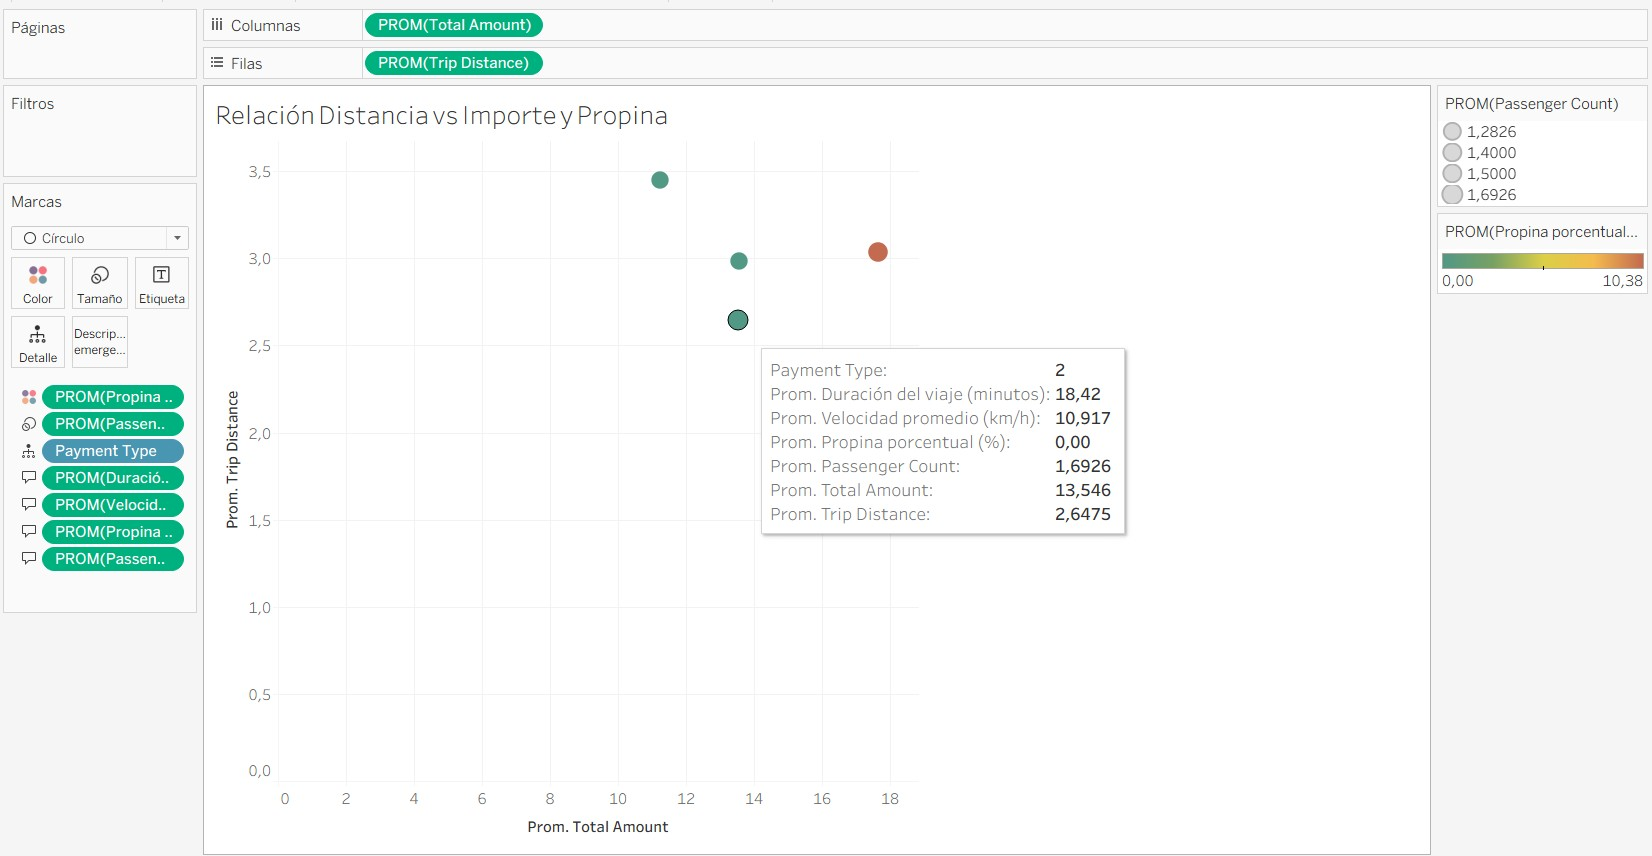 Páginas
Columnas
PROM(Total Amount)
Filas
PROM(Trip Distance)
Filtros
Marcas
Círculo
Color
Tamaño
Etiqueta
Detalle
Descrip...
emerge...
PROM(Propina ..
PROM(Passen..
Payment Type
PROM(Duració..
PROM(Velocid..
PROM(Propina ..
PROM(Passen..
Relación Distancia vs Importe y Propina
Prom. Trip Distance
3,5
3,0
2,5
2,0
1,5
1,0
0,5
0,0
0 2 4 6 8 10 12 14 16 18
Prom. Total Amount
Payment Type: 2
Prom. Duración del viaje (minutos): 18,42
Prom. Velocidad promedio (km/h): 10,917
Prom. Propina porcentual (%): 0,00
Prom. Passenger Count: 1,6926
Prom. Total Amount: 13,546
Prom. Trip Distance: 2,6475
PROM(Passenger Count)
1,2826
1,4000
1,5000
1,6926
PROM(Propina porcentual...
0,00 10,38